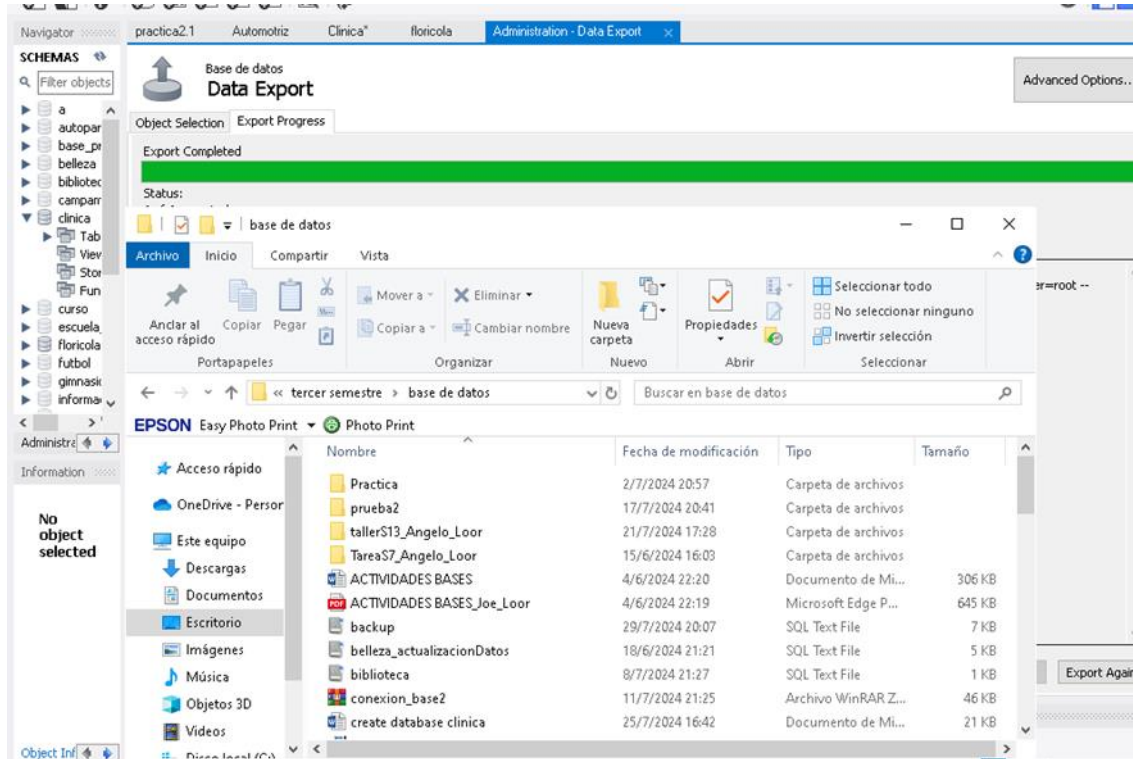 Navigator
practica2.1 Automotriz Clinica* floricola Administration - Data Export ×
SCHEMAS
Filter objects
Base de datos
Data Export
Advanced Options..
a
autopar
base_pr
belleza
bibliotec
campam
clinica
Tab
View
Stor
Fun
curso
escuela_
floricola
futbol
gimnasic
informa
Object Selection Export Progress
Export Completed
Status:
base de datos
Archivo Inicio Compartir Vista
Anclar al acceso rápido
Copiar Pegar
Portapapeles
Mover a Eliminar
Copiar a Cambiar nombre
Organizar
Nueva carpeta
Nuevo
Propiedades
Abrir
Seleccionar todo
No seleccionar ninguno
Invertir selección
Seleccionar
er=root --
« tercer semestre > base de datos
Buscar en base de datos
EPSON Easy Photo Print Photo Print
Administra
Information
No
object
selected
Object Inf
Acceso rápido
OneDrive - Persor
Este equipo
Descargas
Documentos
Escritorio
Imágenes
Música
Objetos 3D
Videos
Disco local (C:)
Nombre Fecha de modificación Tipo Tamaño
Practica 2/7/2024 20:57 Carpeta de archivos
prueba2 17/7/2024 20:41 Carpeta de archivos
tallerS13_Angelo_Loor 21/7/2024 17:28 Carpeta de archivos
TareaS7_Angelo_Loor 15/6/2024 16:03 Carpeta de archivos
ACTIVIDADES BASES 4/6/2024 22:20 Documento de Mi... 306 KB
ACTIVIDADES BASES_Joe_Loor 4/6/2024 22:19 Microsoft Edge P... 645 KB
backup 29/7/2024 20:07 SQL Text File 7 KB
belleza_actualizacionDatos 18/6/2024 21:21 SQL Text File 5 KB
biblioteca 8/7/2024 21:27 SQL Text File 1 KB
conexion_base2 11/7/2024 21:25 Archivo WinRAR Z... 46 KB
create database clinica 25/7/2024 16:42 Documento de Mi... 21 KB
Export Again